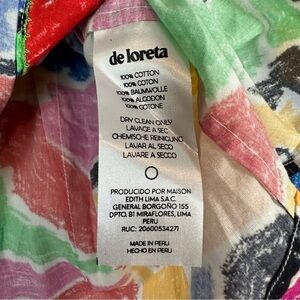 de loreta
100% COTTON
100% COTON
100% BAUMWOLLE
100% ALGODON
100% GOTONE
DRY CLEAN ONLY
LAVAGE A SEC
CHEMISCHE REINIGUNG
LAVAR AL SECO
LAVARE A SECCO
PRODUCIDO POR MAISON
EDITH LIMA S.A.C.
GENERAL BORGOÑO 155
DPTO. B1 MIRAFLORES, LIMA
PERU
RUC: 20600534271
MADE IN PERU
HECHO EN PERU